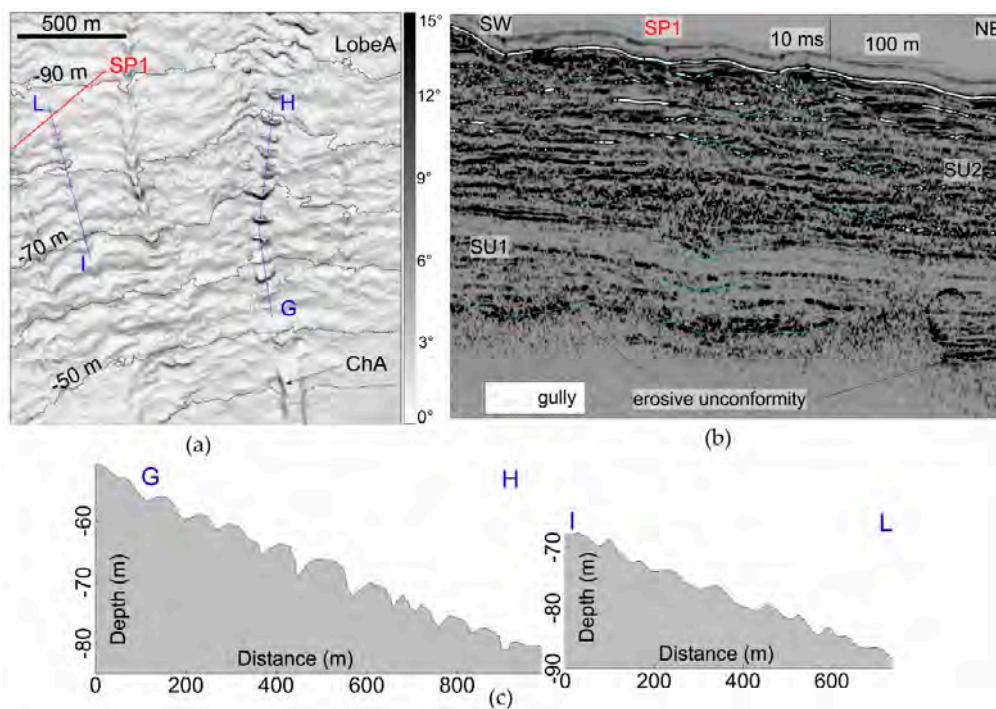 500 m
LobeA
15°
-90 m
SP1
L
H
12°
9°
-70 m
I
6°
G
3°
-50 m
ChA
0°
(a)
SW
SP1
10 ms
100 m
NE
SU2
SU1
gully
erosive unconformity
(b)
G
H
-60
-70
-80
Depth (m)
Distance (m)
0
200
400
600
800
I
L
-70
-80
-90
Depth (m)
Distance (m)
0
200
400
600
(c)